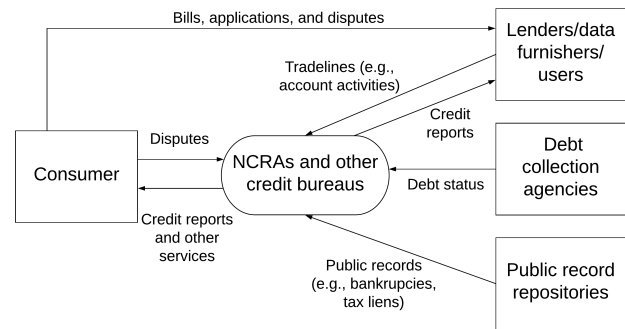 Bills, applications, and disputes
Lenders/data
furnishers/
users
Tradelines (e.g.,
account activities)
Credit
reports
Consumer
Disputes
NCRAs and other
credit bureaus
Credit reports
and other
services
Debt status
Debt
collection
agencies
Public records
(e.g., bankrupcies,
tax liens)
Public record
repositories